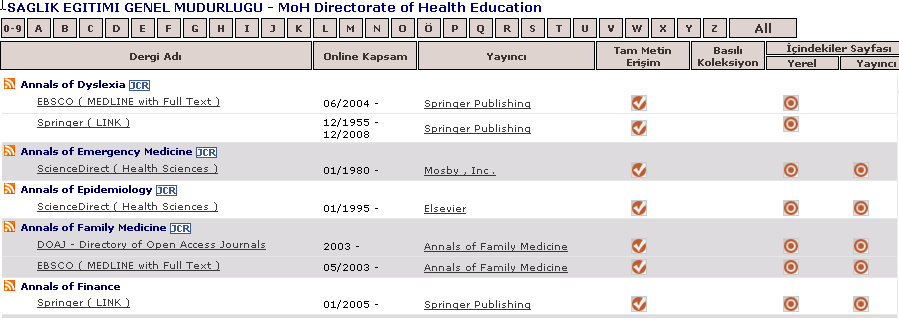 SAGLIK EGITIMI GENEL MUDURLUGU - MoH Directorate of Health Education
0-9 A B C D E F G H I J K L M N O Ö P Q R S T U V W X Y Z All
Dergi Adı Online Kapsam Yayıncı Tam Metin Erişim Basılı Koleksiyon İçindekiler Sayfası
Yerel Yayıncı
Annals of Dyslexia JCR
EBSCO ( MEDLINE with Full Text ) 06/2004 - Springer Publishing
Springer ( LINK ) 12/1955 - 12/2008 Springer Publishing
Annals of Emergency Medicine JCR
ScienceDirect ( Health Sciences ) 01/1980 - Mosby , Inc .
Annals of Epidemiology JCR
ScienceDirect ( Health Sciences ) 01/1995 - Elsevier
Annals of Family Medicine JCR
DOAJ - Directory of Open Access Journals 2003 - Annals of Family Medicine
EBSCO ( MEDLINE with Full Text ) 05/2003 - Annals of Family Medicine
Annals of Finance
Springer ( LINK ) 01/2005 - Springer Publishing